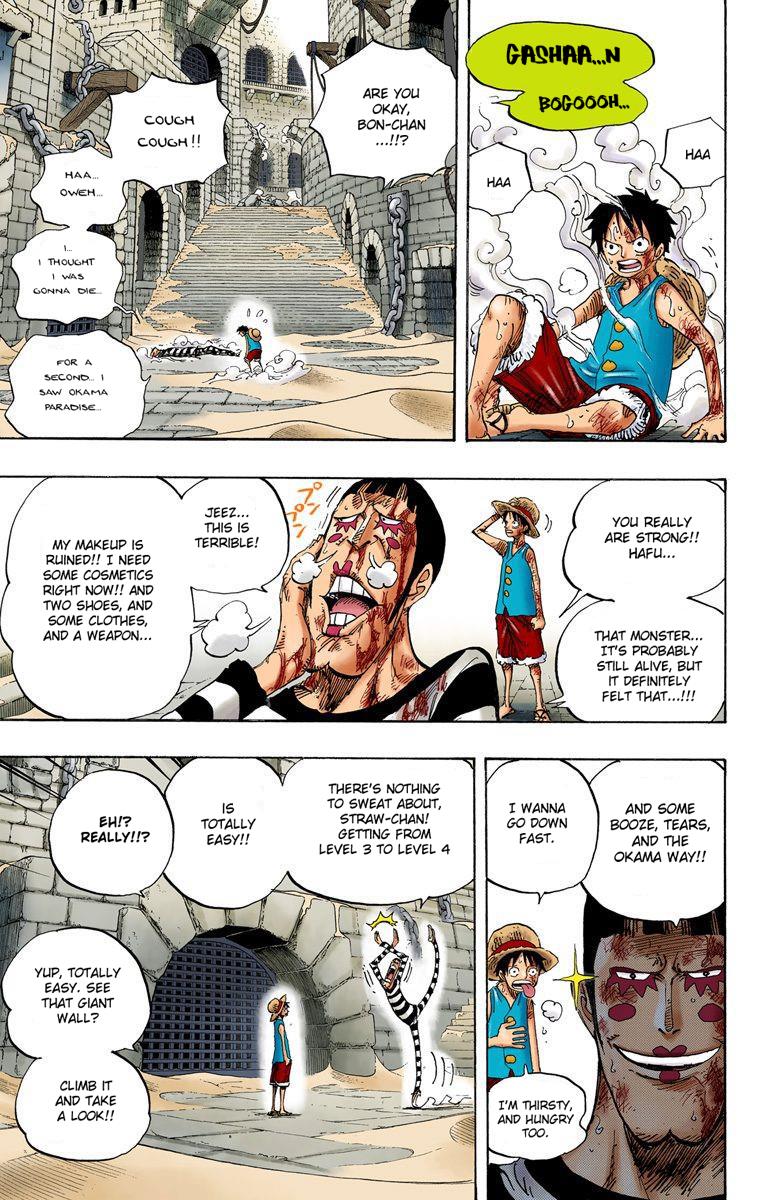 GASHAA...N
BOGOOOH...
HAA
HAA
ARE YOU
OKAY,
BON-CHAN
...!!?
COUGH
COUGH!!
HAA...
OWEH...
I...
I THOUGHT
I WAS
GONNA DIE...
FOR A
SECOND... I
SAW OKAMA
PARADISE...
YOU REALLY
ARE STRONG!!
HAFU...
THAT MONSTER...
IT'S PROBABLY
STILL ALIVE, BUT
IT DEFINITELY
FELT THAT...!!!
プンプン
JEEZ...
THIS IS
TERRIBLE!
MY MAKEUP IS
RUINED!! I NEED
SOME COSMETICS
RIGHT NOW!! AND
TWO SHOES, AND
SOME CLOTHES,
AND A WEAPON...
AND SOME
BOOZE, TEARS,
AND THE
OKAMA WAY!!
I WANNA
GO DOWN
FAST.
I'M THIRSTY,
AND HUNGRY
TOO.
THERE'S NOTHING
TO SWEAT ABOUT,
STRAW-CHAN!
GETTING FROM
LEVEL 3 TO LEVEL 4
IS
TOTALLY
EASY!!
EH!?
REALLY!!?
YUP, TOTALLY
EASY. SEE
THAT GIANT
WALL?
CLIMB IT
AND TAKE
A LOOK!!